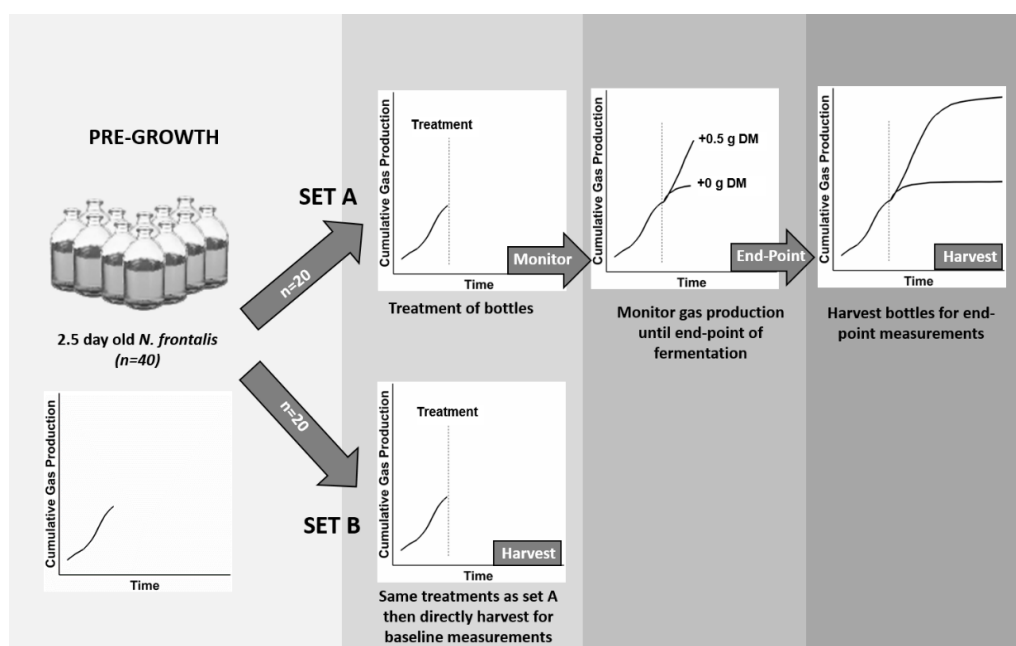 PRE-GROWTH
2.5 day old N. frontalis
(n=40)
Cumulative Gas Production
Time
SET A
n=20
Cumulative Gas Production
Treatment
Time
Monitor
Treatment of bottles
Cumulative Gas Production
+0.5 g DM
+0 g DM
Time
End-Point
Monitor gas production
until end-point of
fermentation
Cumulative Gas Production
Harvest
Time
Harvest bottles for end-
point measurements
n=20
SET B
Cumulative Gas Production
Treatment
Harvest
Time
Same treatments as set A
then directly harvest for
baseline measurements